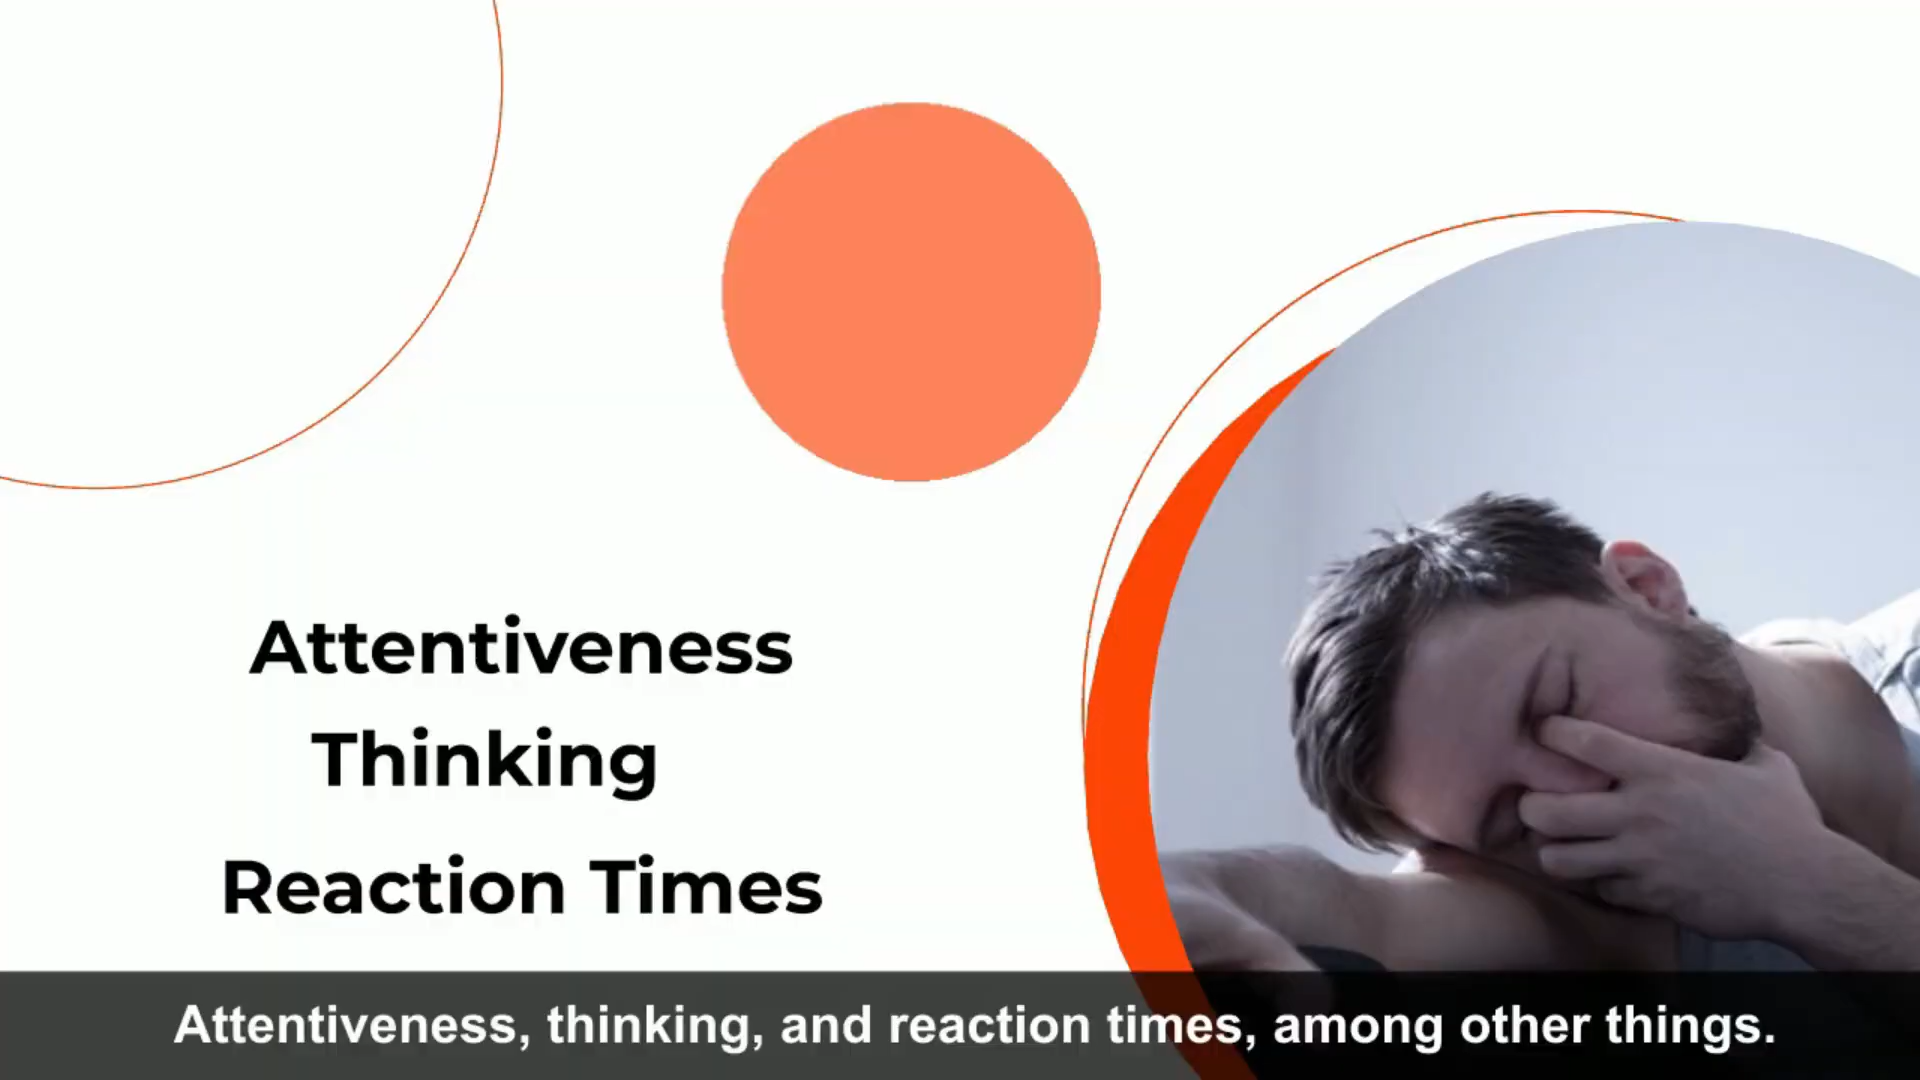 Attentiveness
Thinking
Reaction Times
Attentiveness, thinking, and reaction times, among other things.